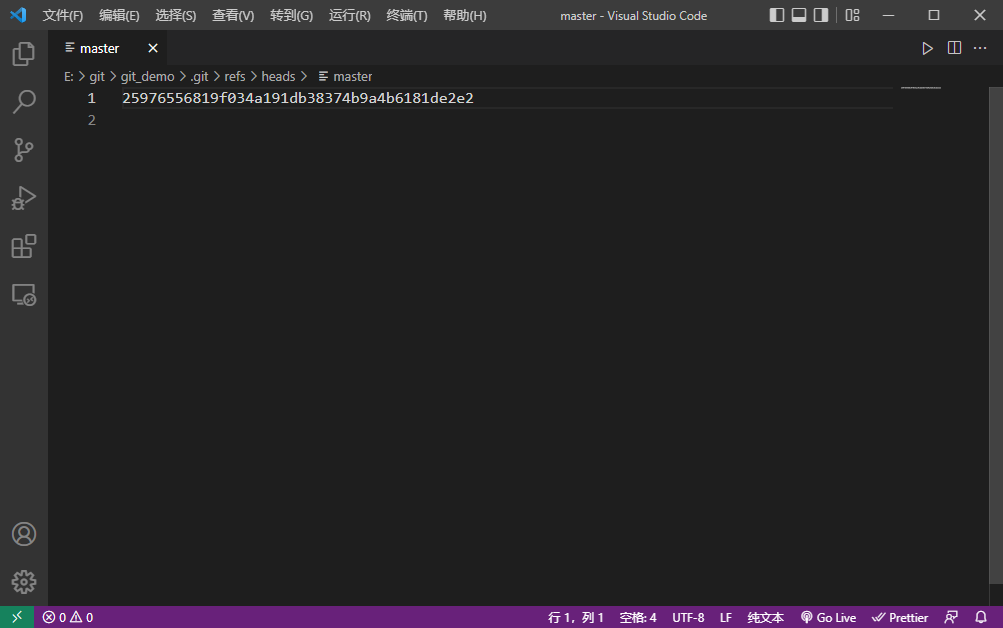 文件(F) 编辑(E) 选择(S) 查看(V) 转到(G) 运行(R) 终端(T) 帮助(H) master - Visual Studio Code
master
E: > git > git_demo > .git > refs > heads > master
1 25976556819f034a191db38374b9a4b6181de2e2
2
0 0 行 1，列 1 空格: 4 UTF-8 LF 纯文本 Go Live Prettier